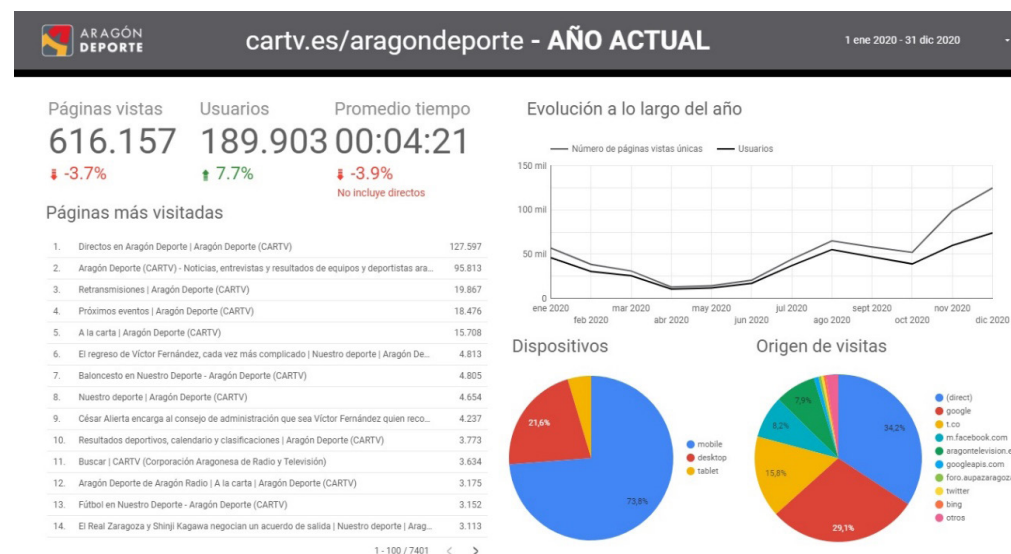 ARAGÓN
DEPORTE
cartv.es/aragondeporte - AÑO ACTUAL
1 ene 2020 - 31 dic 2020
Páginas vistas
616.157
-3.7%
Usuarios
189.903
7.7%
Promedio tiempo
00:04:21
-3.9%
No incluye directos
Páginas más visitadas
1. Directos en Aragón Deporte | Aragón Deporte (CARTV) 127.597
2. Aragón Deporte (CARTV) - Noticias, entrevistas y resultados de equipos y deportistas ara... 95.813
3. Retransmisiones | Aragón Deporte (CARTV) 19.867
4. Próximos eventos | Aragón Deporte (CARTV) 18.476
5. A la carta | Aragón Deporte (CARTV) 15.708
6. El regreso de Víctor Fernández, cada vez más complicado | Nuestro deporte | Aragón De... 4.813
7. Baloncesto en Nuestro Deporte - Aragón Deporte (CARTV) 4.805
8. Nuestro deporte | Aragón Deporte (CARTV) 4.654
9. César Alierta encarga al consejo de administración que sea Víctor Fernández quien reco... 4.237
10. Resultados deportivos, calendario y clasificaciones | Aragón Deporte (CARTV) 3.773
11. Buscar | CARTV (Corporación Aragonesa de Radio y Televisión) 3.634
12. Aragón Deporte de Aragón Radio | A la carta | Aragón Deporte (CARTV) 3.175
13. Fútbol en Nuestro Deporte - Aragón Deporte (CARTV) 3.152
14. El Real Zaragoza y Shinji Kagawa negocian un acuerdo de salida | Nuestro deporte | Arag... 3.113
1 - 100 / 7401 < >
Evolución a lo largo del año
Número de páginas vistas únicas
Usuarios
150 mil
100 mil
50 mil
0
ene 2020
feb 2020
mar 2020
abr 2020
may 2020
jun 2020
jul 2020
ago 2020
sept 2020
oct 2020
nov 2020
dic 2020
Dispositivos
21,6%
73,8%
mobile
desktop
tablet
Origen de visitas
7,9%
8,2%
15,8%
34,2%
29,1%
(direct)
google
t.co
m.facebook.com
aragontelevision.e
googleapis.com
foro.aupazaragoza
twitter
bing
otros